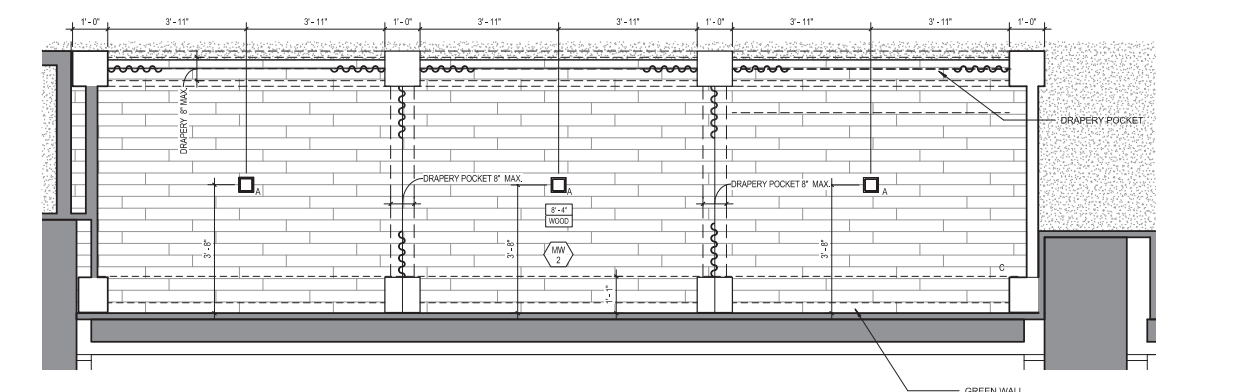 1' - 0"
3' - 11"
3' - 11"
1' - 0"
3' - 11"
3' - 11"
1' - 0"
3' - 11"
3' - 11"
1' - 0"
DRAPERY 8" MAX.
DRAPERY POCKET
A
DRAPERY POCKET 8" MAX.
A
DRAPERY POCKET 8" MAX.
A
8' - 4"
WOOD
3' - 8"
3' - 8"
MW
2
3' - 8"
C
1' - 1"
GREEN WALL